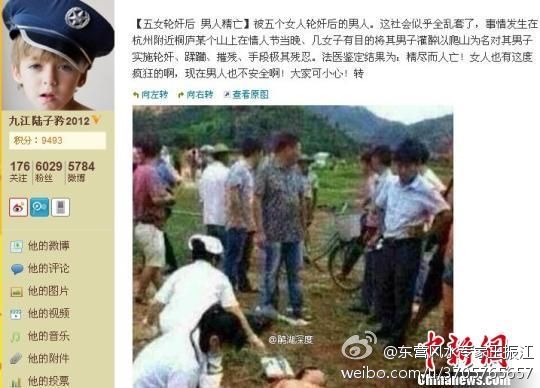 【五女轮奸后 男人精亡】被五个女人轮奸后的男人。这社会似乎全乱套了，事情发生在
杭州附近桐庐某个山上在情人节当晚、几女子有目的将其男子灌醉以爬山为名对其男子
实施轮奸、蹂躏、摧残、手段极其残忍。法医鉴定结果为：精尽而人亡！女人也有这度
疯狂的啊，现在男人也不安全啊！大家可小心！转
向左转 向右转 查看原图
九江陆子矜2012
积分：9493
176 6029 5784
关注 粉丝 微博
他的微博
他的评论
他的图片
他的视频
他的音乐
他的附件
他的投票
@鹅湖深度
中新网
@东营风水专家王振江
weibo.com/u/3765765657
Chinanews.com